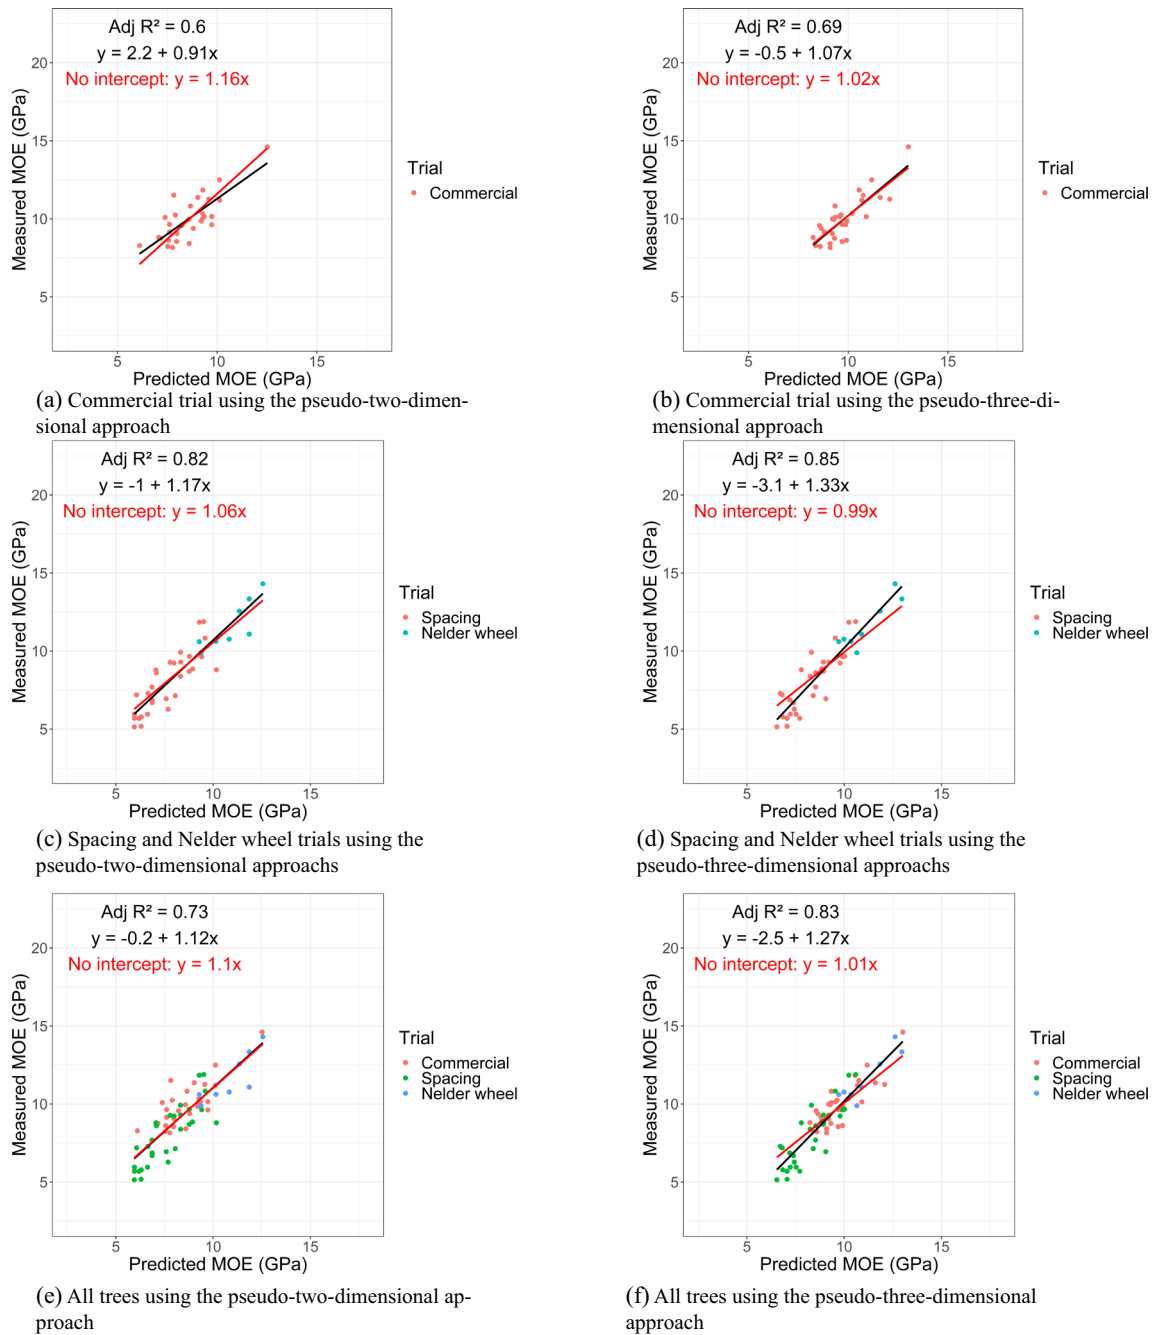 Adj R² = 0.6
y = 2.2 + 0.91x
No intercept: y = 1.16x
Measured MOE (GPa)
20
15
10
5
5 10 15
Predicted MOE (GPa)
Trial
Commercial
(a) Commercial trial using the pseudo-two-dimen-
sional approach
Adj R² = 0.69
y = -0.5 + 1.07x
No intercept: y = 1.02x
Measured MOE (GPa)
20
15
10
5
5 10 15
Predicted MOE (GPa)
Trial
Commercial
(b) Commercial trial using the pseudo-three-di-
mensional approach
Adj R² = 0.82
y = -1 + 1.17x
No intercept: y = 1.06x
Measured MOE (GPa)
20
15
10
5
5 10 15
Predicted MOE (GPa)
Trial
Spacing
Nelder wheel
(c) Spacing and Nelder wheel trials using the
pseudo-two-dimensional approachs
Adj R² = 0.85
y = -3.1 + 1.33x
No intercept: y = 0.99x
Measured MOE (GPa)
20
15
10
5
5 10 15
Predicted MOE (GPa)
Trial
Spacing
Nelder wheel
(d) Spacing and Nelder wheel trials using the
pseudo-three-dimensional approachs
Adj R² = 0.73
y = -0.2 + 1.12x
No intercept: y = 1.1x
Measured MOE (GPa)
20
15
10
5
5 10 15
Predicted MOE (GPa)
Trial
Commercial
Spacing
Nelder wheel
(e) All trees using the pseudo-two-dimensional ap-
proach
Adj R² = 0.83
y = -2.5 + 1.27x
No intercept: y = 1.01x
Measured MOE (GPa)
20
15
10
5
5 10 15
Predicted MOE (GPa)
Trial
Commercial
Spacing
Nelder wheel
(f) All trees using the pseudo-three-dimensional
approach